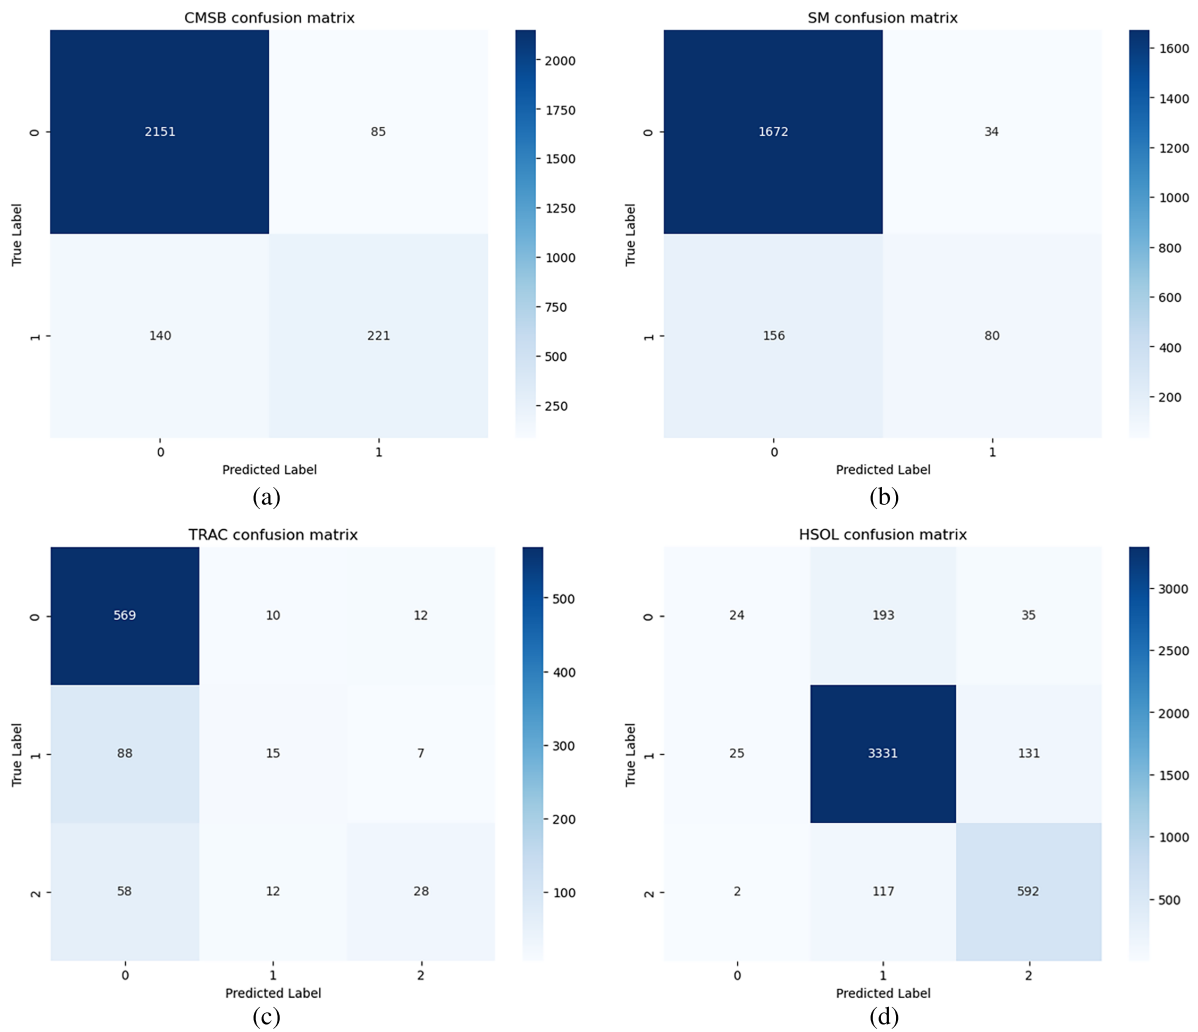 CMSB confusion matrix
2151 85
140 221
0
1
True Label
0 1
Predicted Label
2000
1750
1500
1250
1000
750
500
250
(a)
SM confusion matrix
1672 34
156 80
0
1
True Label
0 1
Predicted Label
1600
1400
1200
1000
800
600
400
200
(b)
TRAC confusion matrix
569 10 12
88 15 7
58 12 28
0
1
2
True Label
0 1 2
Predicted Label
500
400
300
200
100
(c)
HSOL confusion matrix
24 193 35
25 3331 131
2 117 592
0
1
2
True Label
0 1 2
Predicted Label
3000
2500
2000
1500
1000
500
(d)